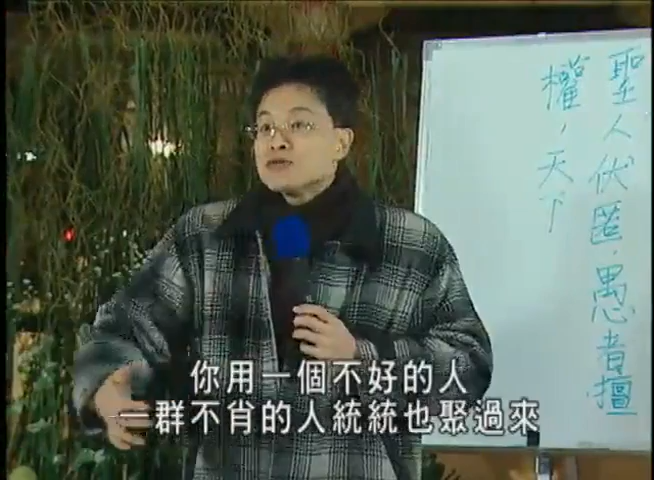 聖人伏匿，愚者擅
權，天下
你用一個不好的人
一群不肖的人統統也聚過來